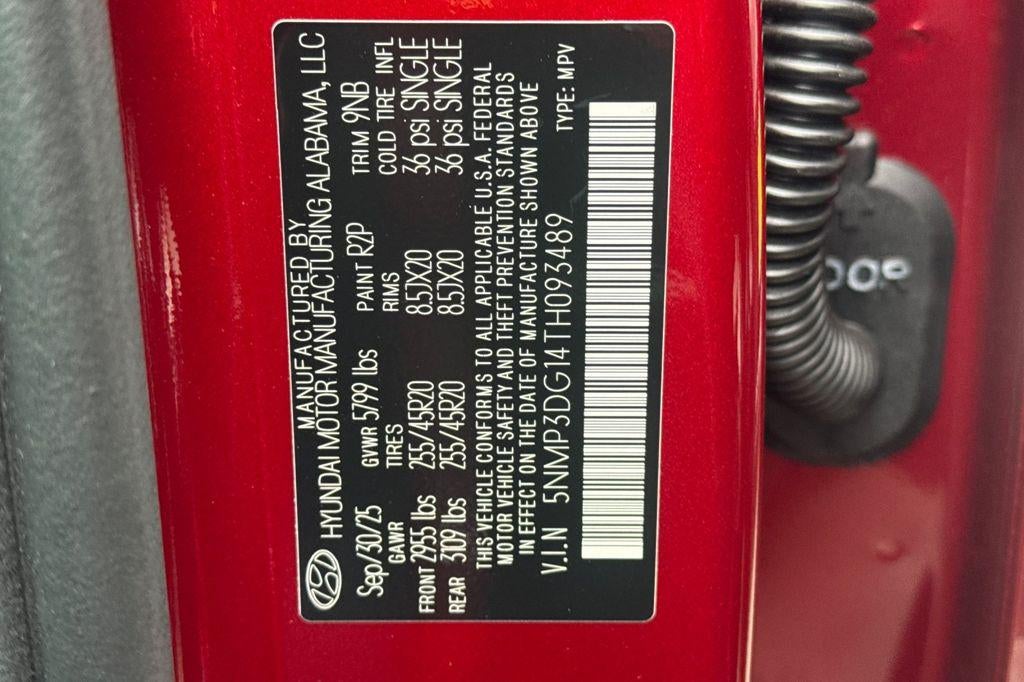 MANUFACTURED BY
HYUNDAI MOTOR MANUFACTURING ALABAMA, LLC
Sep/30/25 GVWR 5799 lbs PAINT R2P TRIM 9NB
GAWR TIRES RIMS COLD TIRE INFL
FRONT 2955 lbs 255/45R20 8.5JX20 36 psi SINGLE
REAR 3109 lbs 255/45R20 8.5JX20 36 psi SINGLE
THIS VEHICLE CONFORMS TO ALL APPLICABLE U.S.A. FEDERAL
MOTOR VEHICLE SAFETY AND THEFT PREVENTION STANDARDS
IN EFFECT ON THE DATE OF MANUFACTURE SHOWN ABOVE
V.I.N 5NMP3DG14TH093489 TYPE: MPV